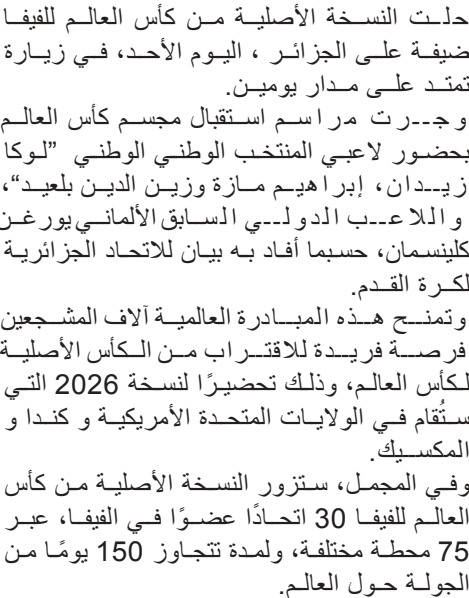 حلت النسخة الأصلية من كأس العالم للفيفا
ضيفة على الجزائر ، اليوم الأحد، في زيارة
تمتد على مدار يومين.
وجرت مراسم استقبال مجسم كأس العالم
بحضور لاعبي المنتخب الوطني الوطني "لوكا
زيدان، إبراهيم مازة وزين الدين بلعيد"،
واللاعب الدولي السابق الألماني يورغن
كلينسمان، حسبما أفاد به بيان للاتحاد الجزائرية
لكرة القدم.
وتمنح هذه المبادرة العالمية آلاف المشجعين
فرصة فريدة للاقتراب من الكأس الأصلية
لكأس العالم، وذلك تحضيرًا لنسخة 2026 التي
ستُقام في الولايات المتحدة الأمريكية و كندا و
المكسيك.
وفي المجمل، ستزور النسخة الأصلية من كأس
العالم للفيفا 30 اتحادًا عضوًا في الفيفا، عبر
75 محطة مختلفة، ولمدة تتجاوز 150 يومًا من
الجولة حول العالم.